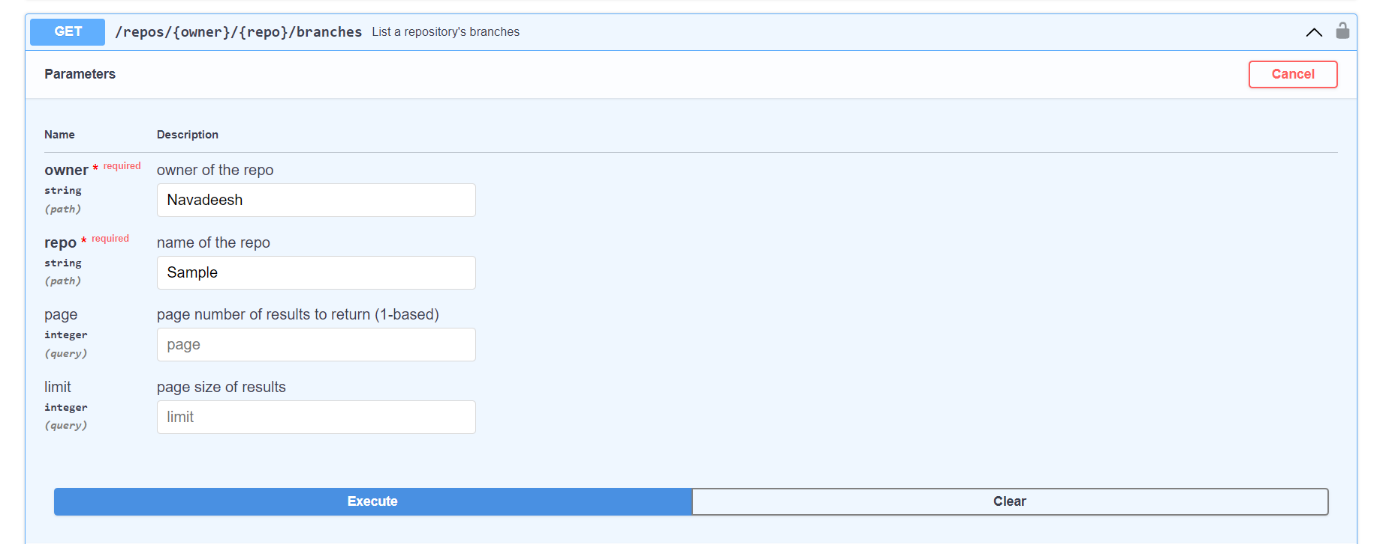 GET /repos/{owner}/{repo}/branches List a repository's branches
Parameters Cancel
Name Description
owner * required owner of the repo
string
(path)
Navadeesh
repo * required name of the repo
string
(path)
Sample
page page number of results to return (1-based)
integer
(query)
page
limit page size of results
integer
(query)
limit
Execute Clear